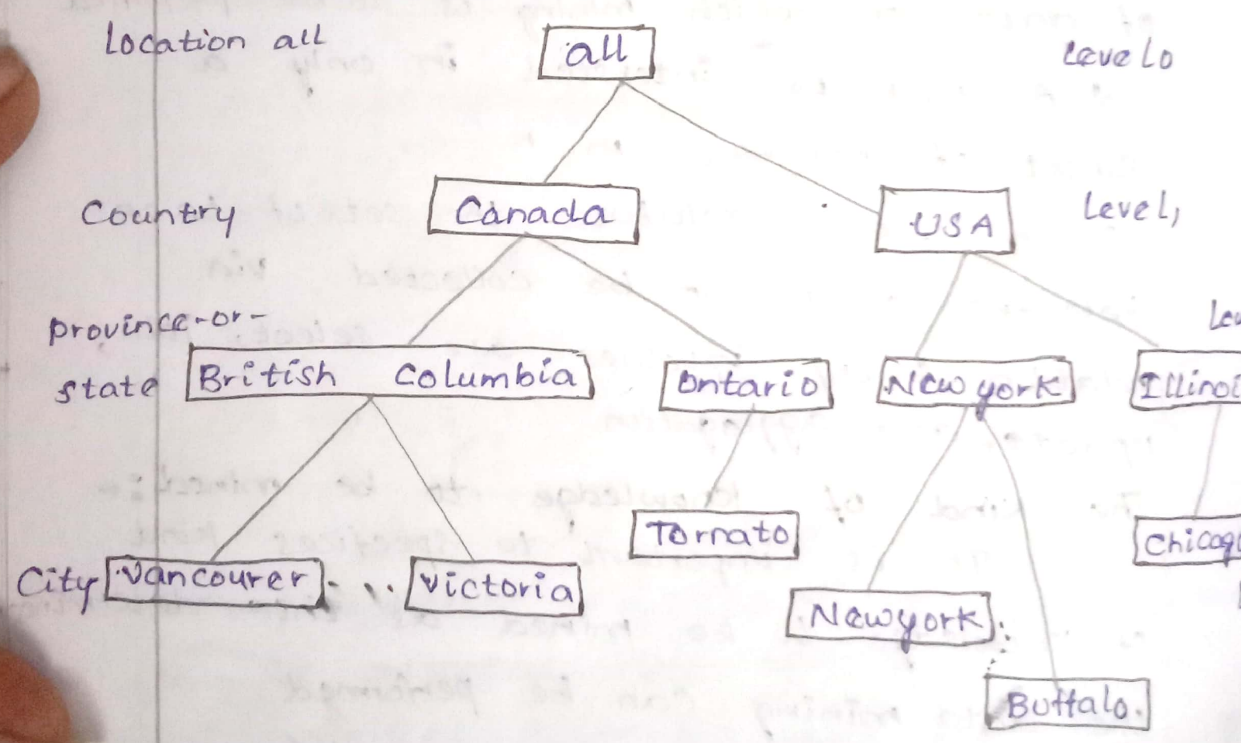 Location all all Level0
Country Canada USA Level1
province-or-
state British Columbia Ontario New york
Tornato
City Vancourer ... Victoria
Newyork
Buttalo.